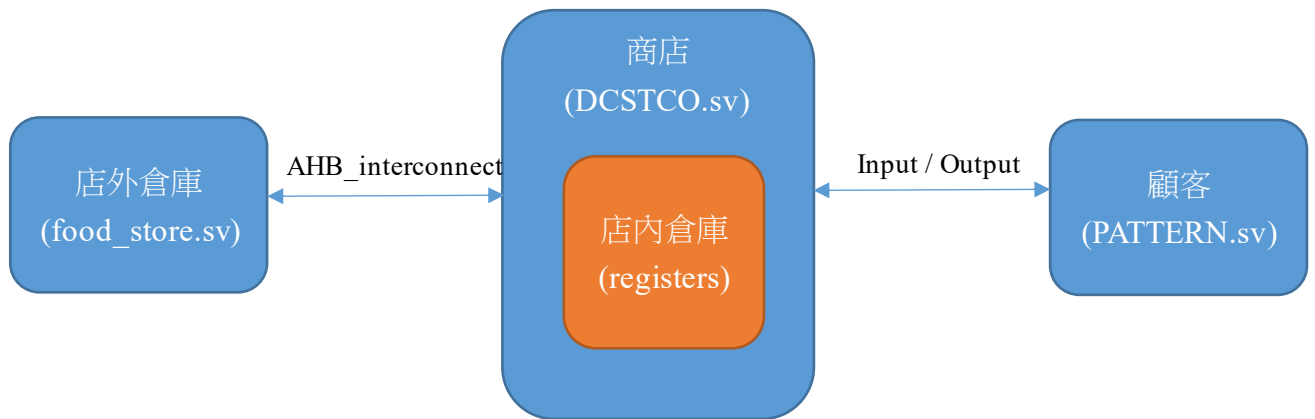 店外倉庫
(food_store.sv)
AHB_interconnect
商店
(DCSTCO.sv)
店內倉庫
(registers)
Input / Output
顧客
(PATTERN.sv)